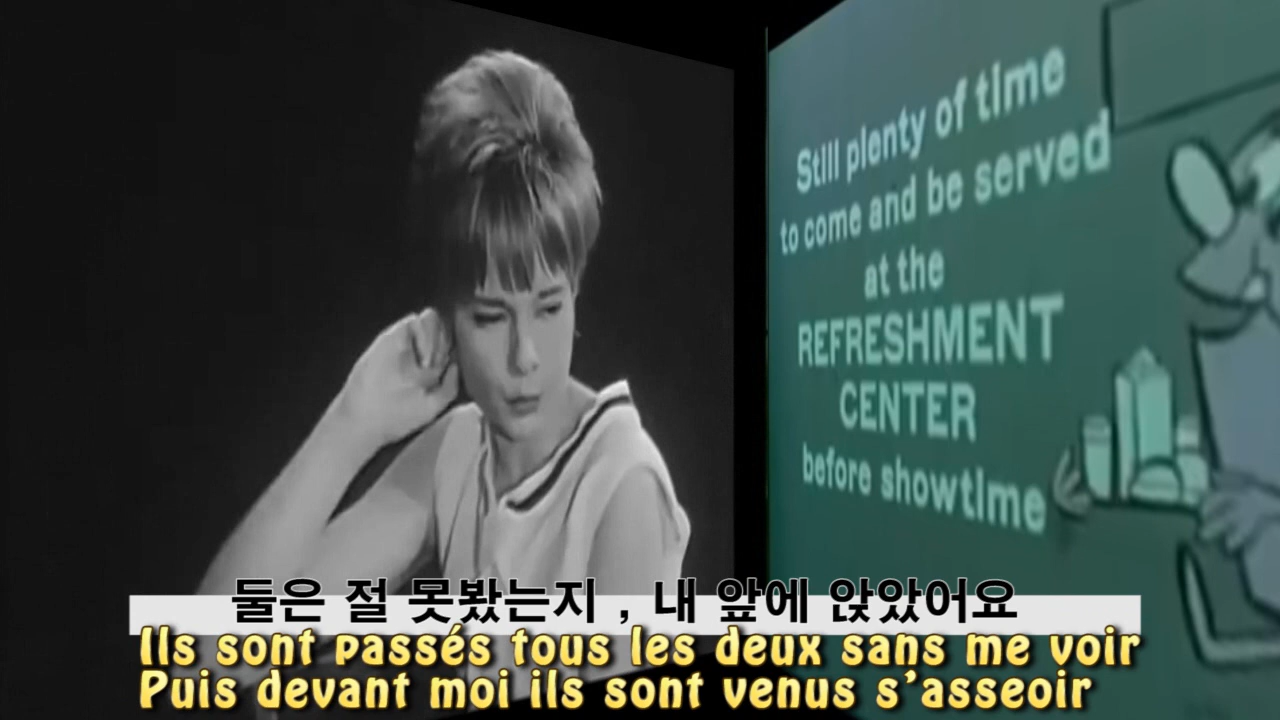 Still plenty of time
to come and be served
at the
REFRESHMENT
CENTER
before showtime
둘은 절 못봤는지 , 내 앞에 앉았어요
Ils sont passés tous les deux sans me voir
Puis devant moi ils sont venus s'asseoir